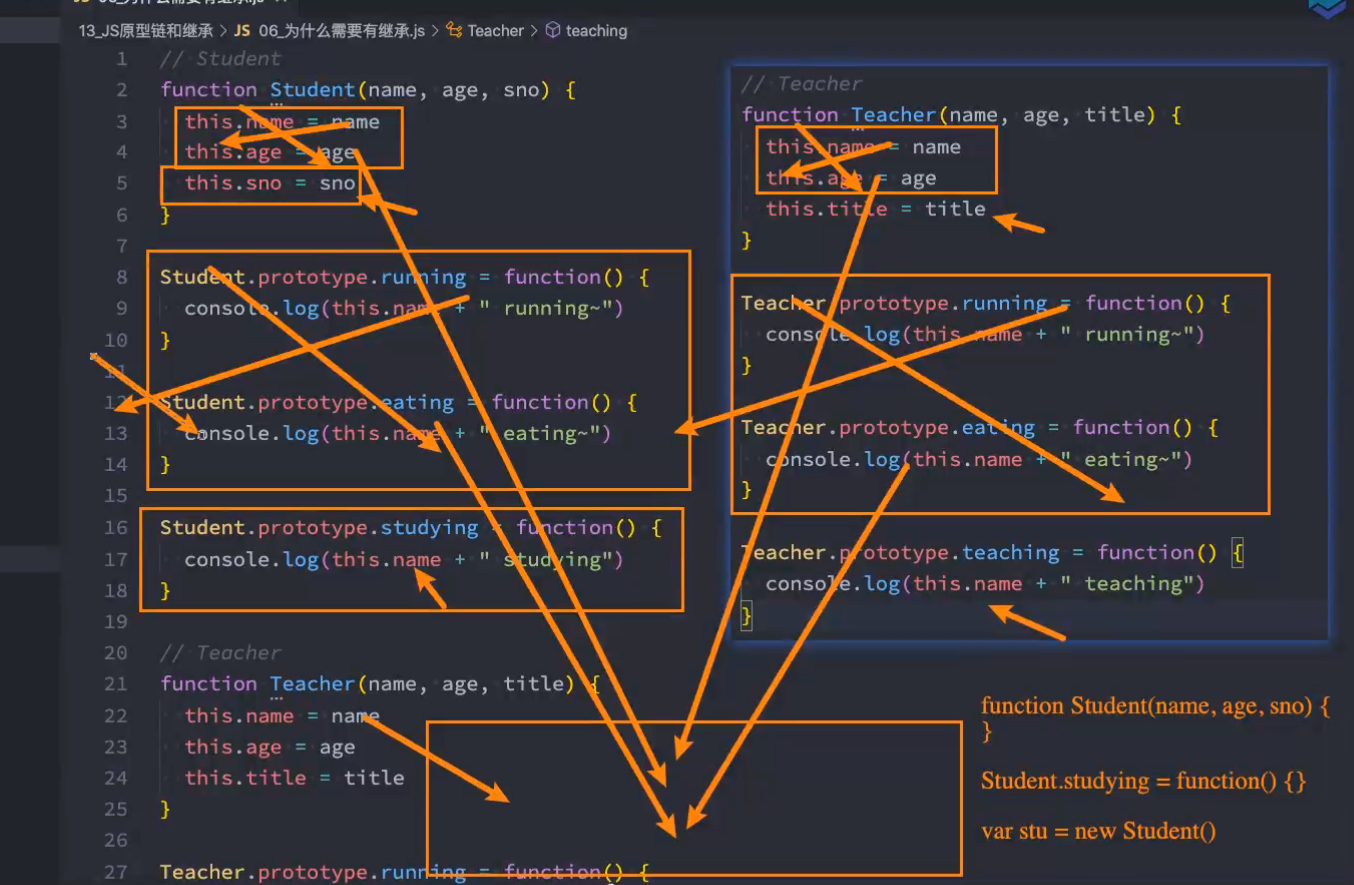 13_JS原型链和继承 > JS 06_为什么需要有继承.js > Teacher > teaching
1 // Student
2 function Student(name, age, sno) {
3 this.name = name
4 this.age = age
5 this.sno = sno
6 }
7
8 Student.prototype.running = function() {
9 console.log(this.name + " running~")
10 }
11
12 Student.prototype.eating = function() {
13 console.log(this.name + " eating~")
14 }
15
16 Student.prototype.studying = function() {
17 console.log(this.name + " studying")
18 }
19
20 // Teacher
21 function Teacher(name, age, title) {
22 this.name = name
23 this.age = age
24 this.title = title
25 }
26
27 Teacher.prototype.running = function() {
// Teacher
function Teacher(name, age, title) {
this.name = name
this.age = age
this.title = title
}
Teacher.prototype.running = function() {
console.log(this.name + " running~")
}
Teacher.prototype.eating = function() {
console.log(this.name + " eating~")
}
Teacher.prototype.teaching = function() {
console.log(this.name + " teaching")
}
function Student(name, age, sno) {
}
Student.studying = function() {}
var stu = new Student()